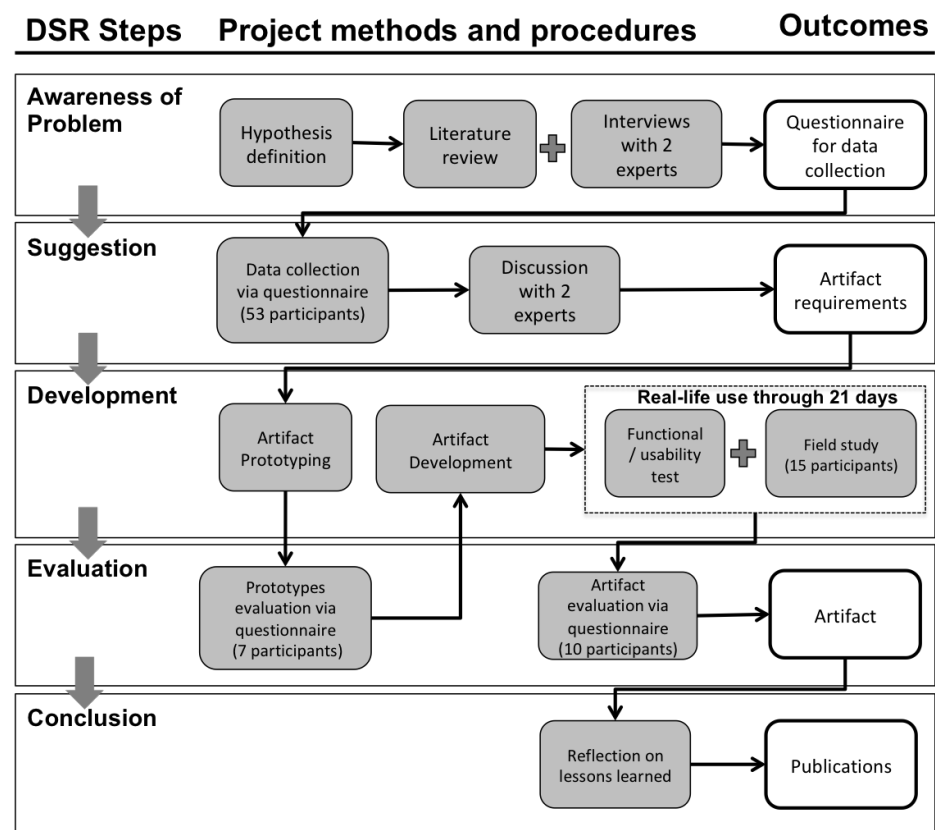 DSR Steps
Project methods and procedures
Outcomes
Awareness of
Problem
Hypothesis
definition
Literature
review
Interviews
with 2
experts
Questionnaire
for data
collection
Suggestion
Data collection
via questionnaire
(53 participants)
Discussion
with 2
experts
Artifact
requirements
Development
Artifact
Prototyping
Artifact
Development
Real-life use through 21 days
Functional
/ usability
test
Field study
(15 participants)
Evaluation
Prototypes
evaluation via
questionnaire
(7 participants)
Artifact
evaluation via
questionnaire
(10 participants)
Artifact
Conclusion
Reflection on
lessons learned
Publications